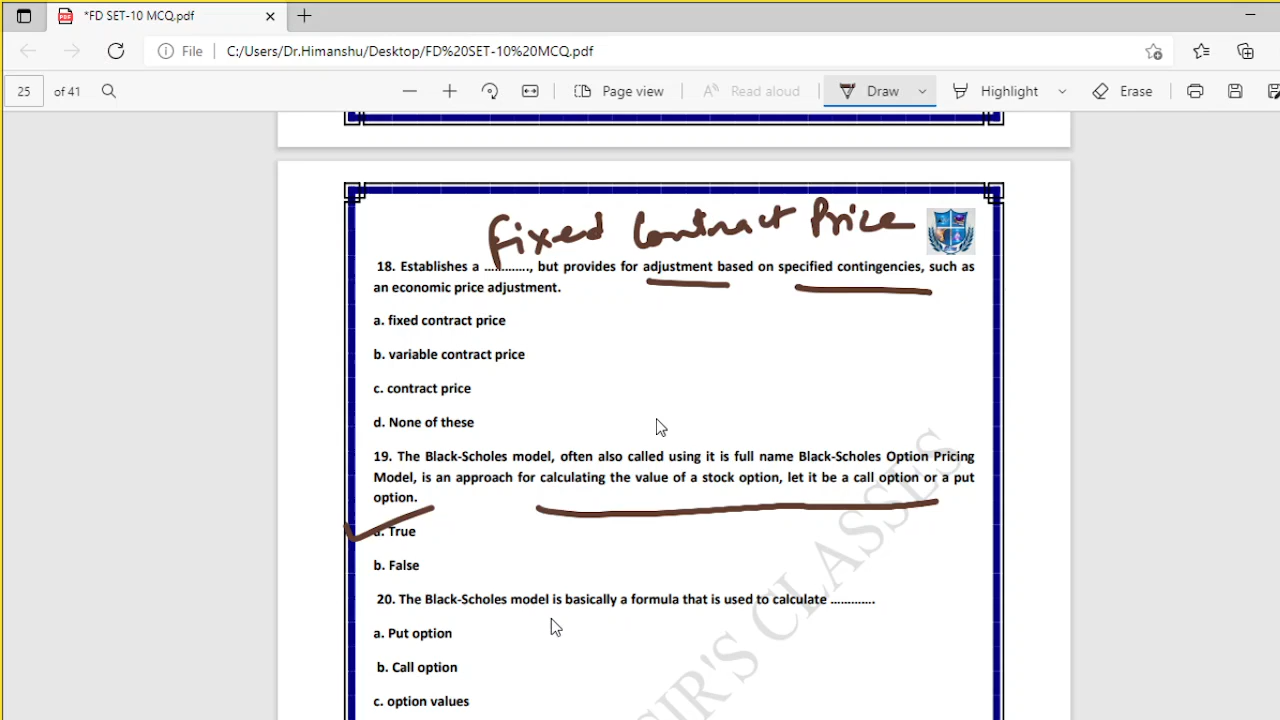 *FD SET-10 MCQ.pdf
File
C:/Users/Dr.Himanshu/Desktop/FD%20SET-10%20MCQ.pdf
25 of 41
Page view
Read aloud
Draw
Highlight
Erase
Fixed Contract Price
18. Establishes a …………., but provides for adjustment based on specified contingencies, such as
an economic price adjustment.
a. fixed contract price
b. variable contract price
c. contract price
d. None of these
19. The Black-Scholes model, often also called using it is full name Black-Scholes Option Pricing
Model, is an approach for calculating the value of a stock option, let it be a call option or a put
option.
a. True
b. False
20. The Black-Scholes model is basically a formula that is used to calculate ………….
a. Put option
b. Call option
c. option values
SIR'S CLASSES